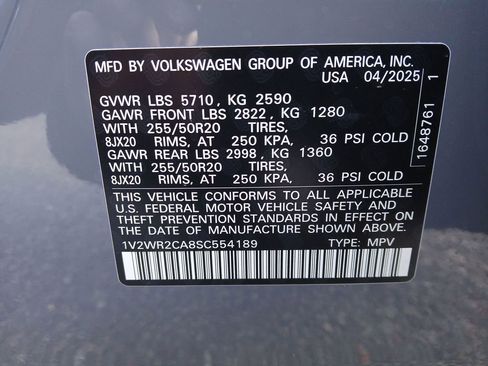 MFD BY VOLKSWAGEN GROUP OF AMERICA, INC.
USA 04/2025
GVWR LBS 5710, KG 2590
GAWR FRONT LBS 2822, KG 1280
WITH 255/50R20 TIRES,
8JX20 RIMS, AT 250 KPA, 36 PSI COLD
GAWR REAR LBS 2998, KG 1360
WITH 255/50R20 TIRES,
8JX20 RIMS, AT 250 KPA, 36 PSI COLD
THIS VEHICLE CONFORMS TO ALL APPLICABLE
U.S. FEDERAL MOTOR VEHICLE SAFETY AND
THEFT PREVENTION STANDARDS IN EFFECT ON
THE DATE OF MANUFACTURE SHOWN ABOVE.
1V2WR2CA8SC554189 TYPE: MPV
1648761 1